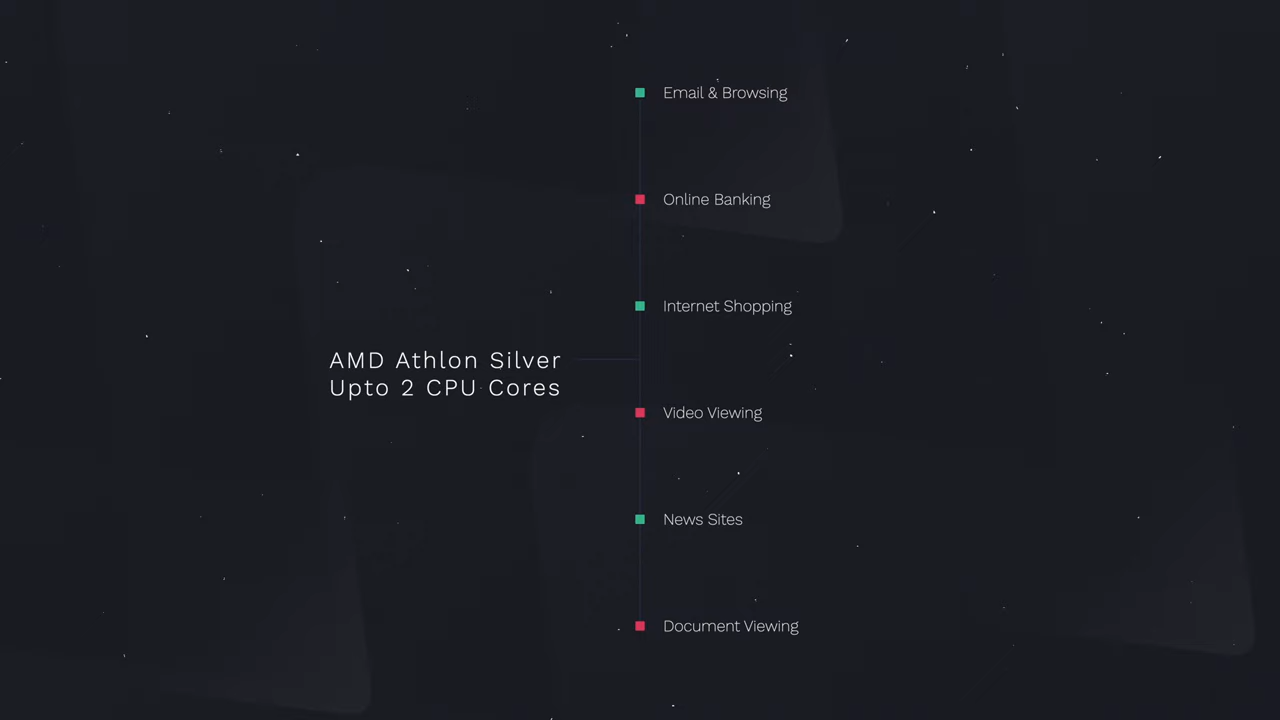 Email & Browsing
Online Banking
Internet Shopping
AMD Athlon Silver
Upto 2 CPU Cores
Video Viewing
News Sites
Document Viewing